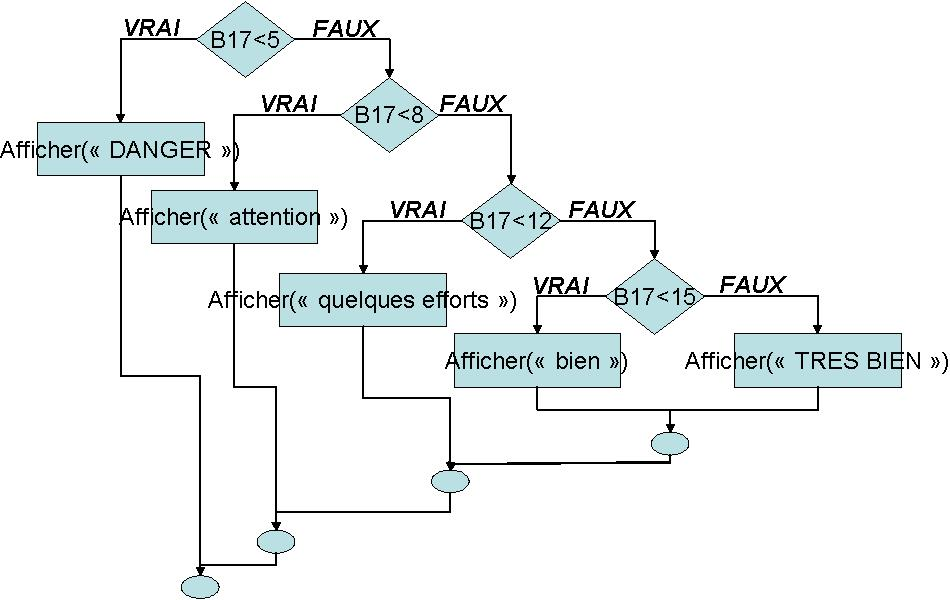 VRAI
B17<5
FAUX
VRAI
B17<8
FAUX
Afficher(« DANGER »)
VRAI
B17<12
FAUX
Afficher(« attention »)
VRAI
B17<15
FAUX
Afficher(« quelques efforts »)
Afficher(« bien »)
Afficher(« TRES BIEN »)